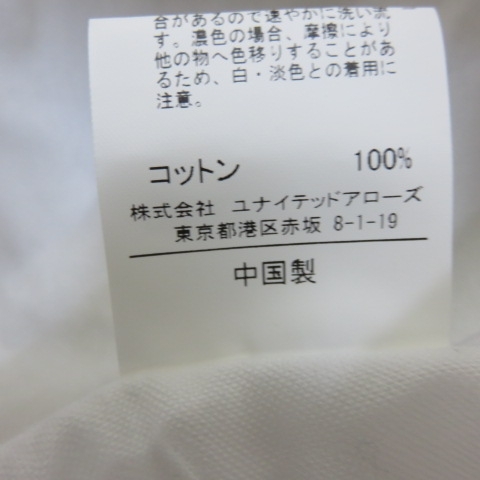 合があるので速やかに洗い流
す。濃色の場合、摩擦により
他の物へ色移りすることがあ
るため、白・淡色との着用に
注意。
コットン 100%
株式会社 ユナイテッドアローズ
東京都港区赤坂 8-1-19
中国製